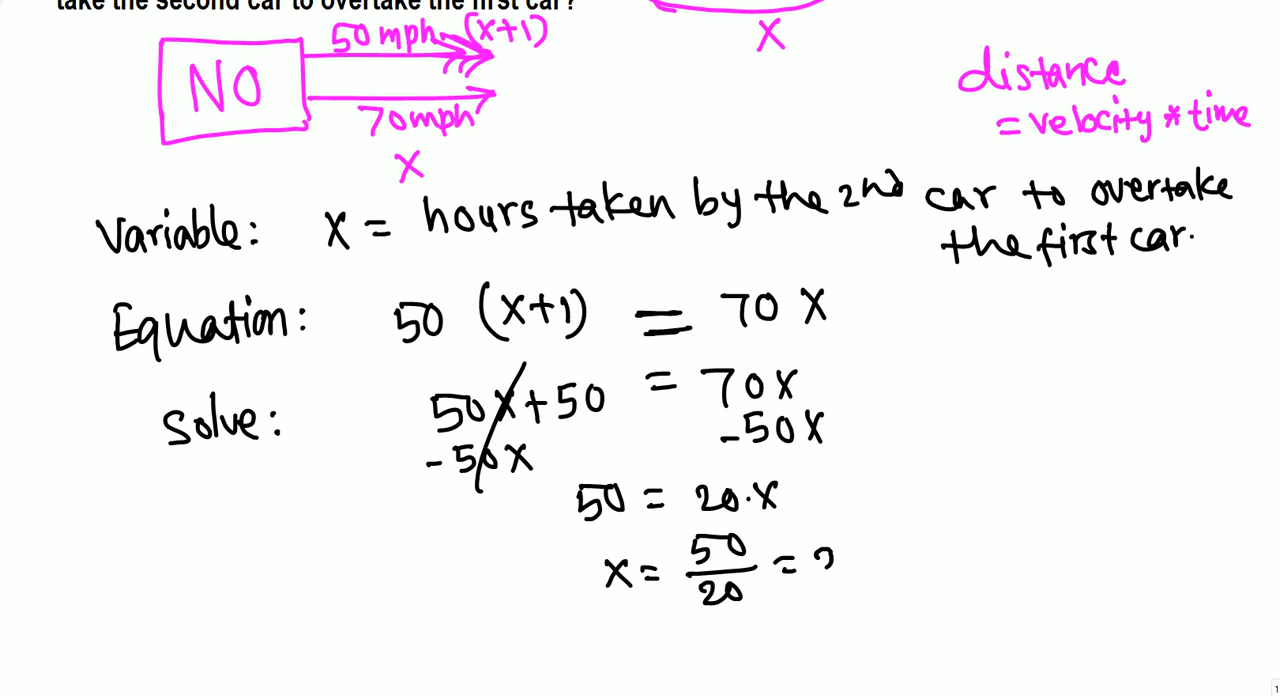 take the second car to overtake the first car?
50 mph (x+1)
x
NO
70mph
x
distance
= velocity * time
Variable: x = hours taken by the 2nd car to overtake
the first car.
Equation: 50 (x+1) = 70 x
Solve: 50x+50 = 70x
-50x -50x
50 = 20.x
x = 50/20 =
1